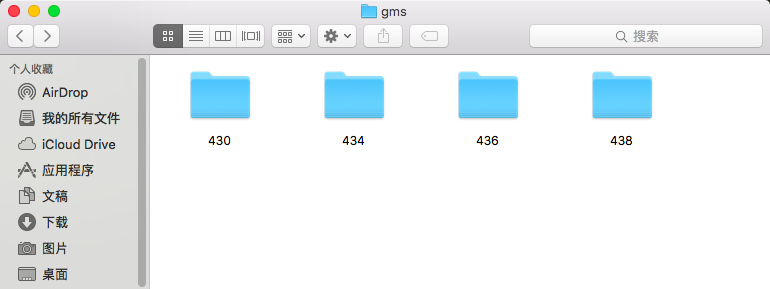 gms
搜索
个人收藏
AirDrop
我的所有文件
iCloud Drive
应用程序
文稿
下载
图片
桌面
430 434 436 438